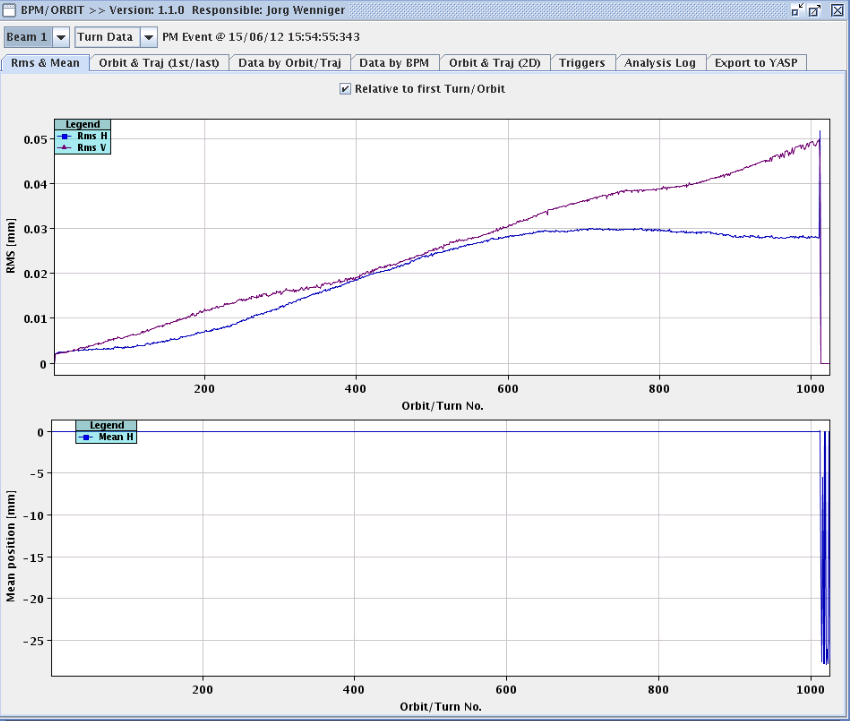 BPM/ORBIT >> Version: 1.1.0 Responsible: Jorg Wenniger
Beam 1 Turn Data PM Event @ 15/06/12 15:54:55:343
Rms & Mean Orbit & Traj (1st/last) Data by Orbit/Traj Data by BPM Orbit & Traj (2D) Triggers Analysis Log Export to YASP
Relative to first Turn/Orbit
Legend
Rms H
Rms V
RMS [mm]
0.05
0.04
0.03
0.02
0.01
0
200 400 600 800 1000
Orbit/Turn No.
Legend
Mean H
Mean position [mm]
0
-5
-10
-15
-20
-25
200 400 600 800 1000
Orbit/Turn No.